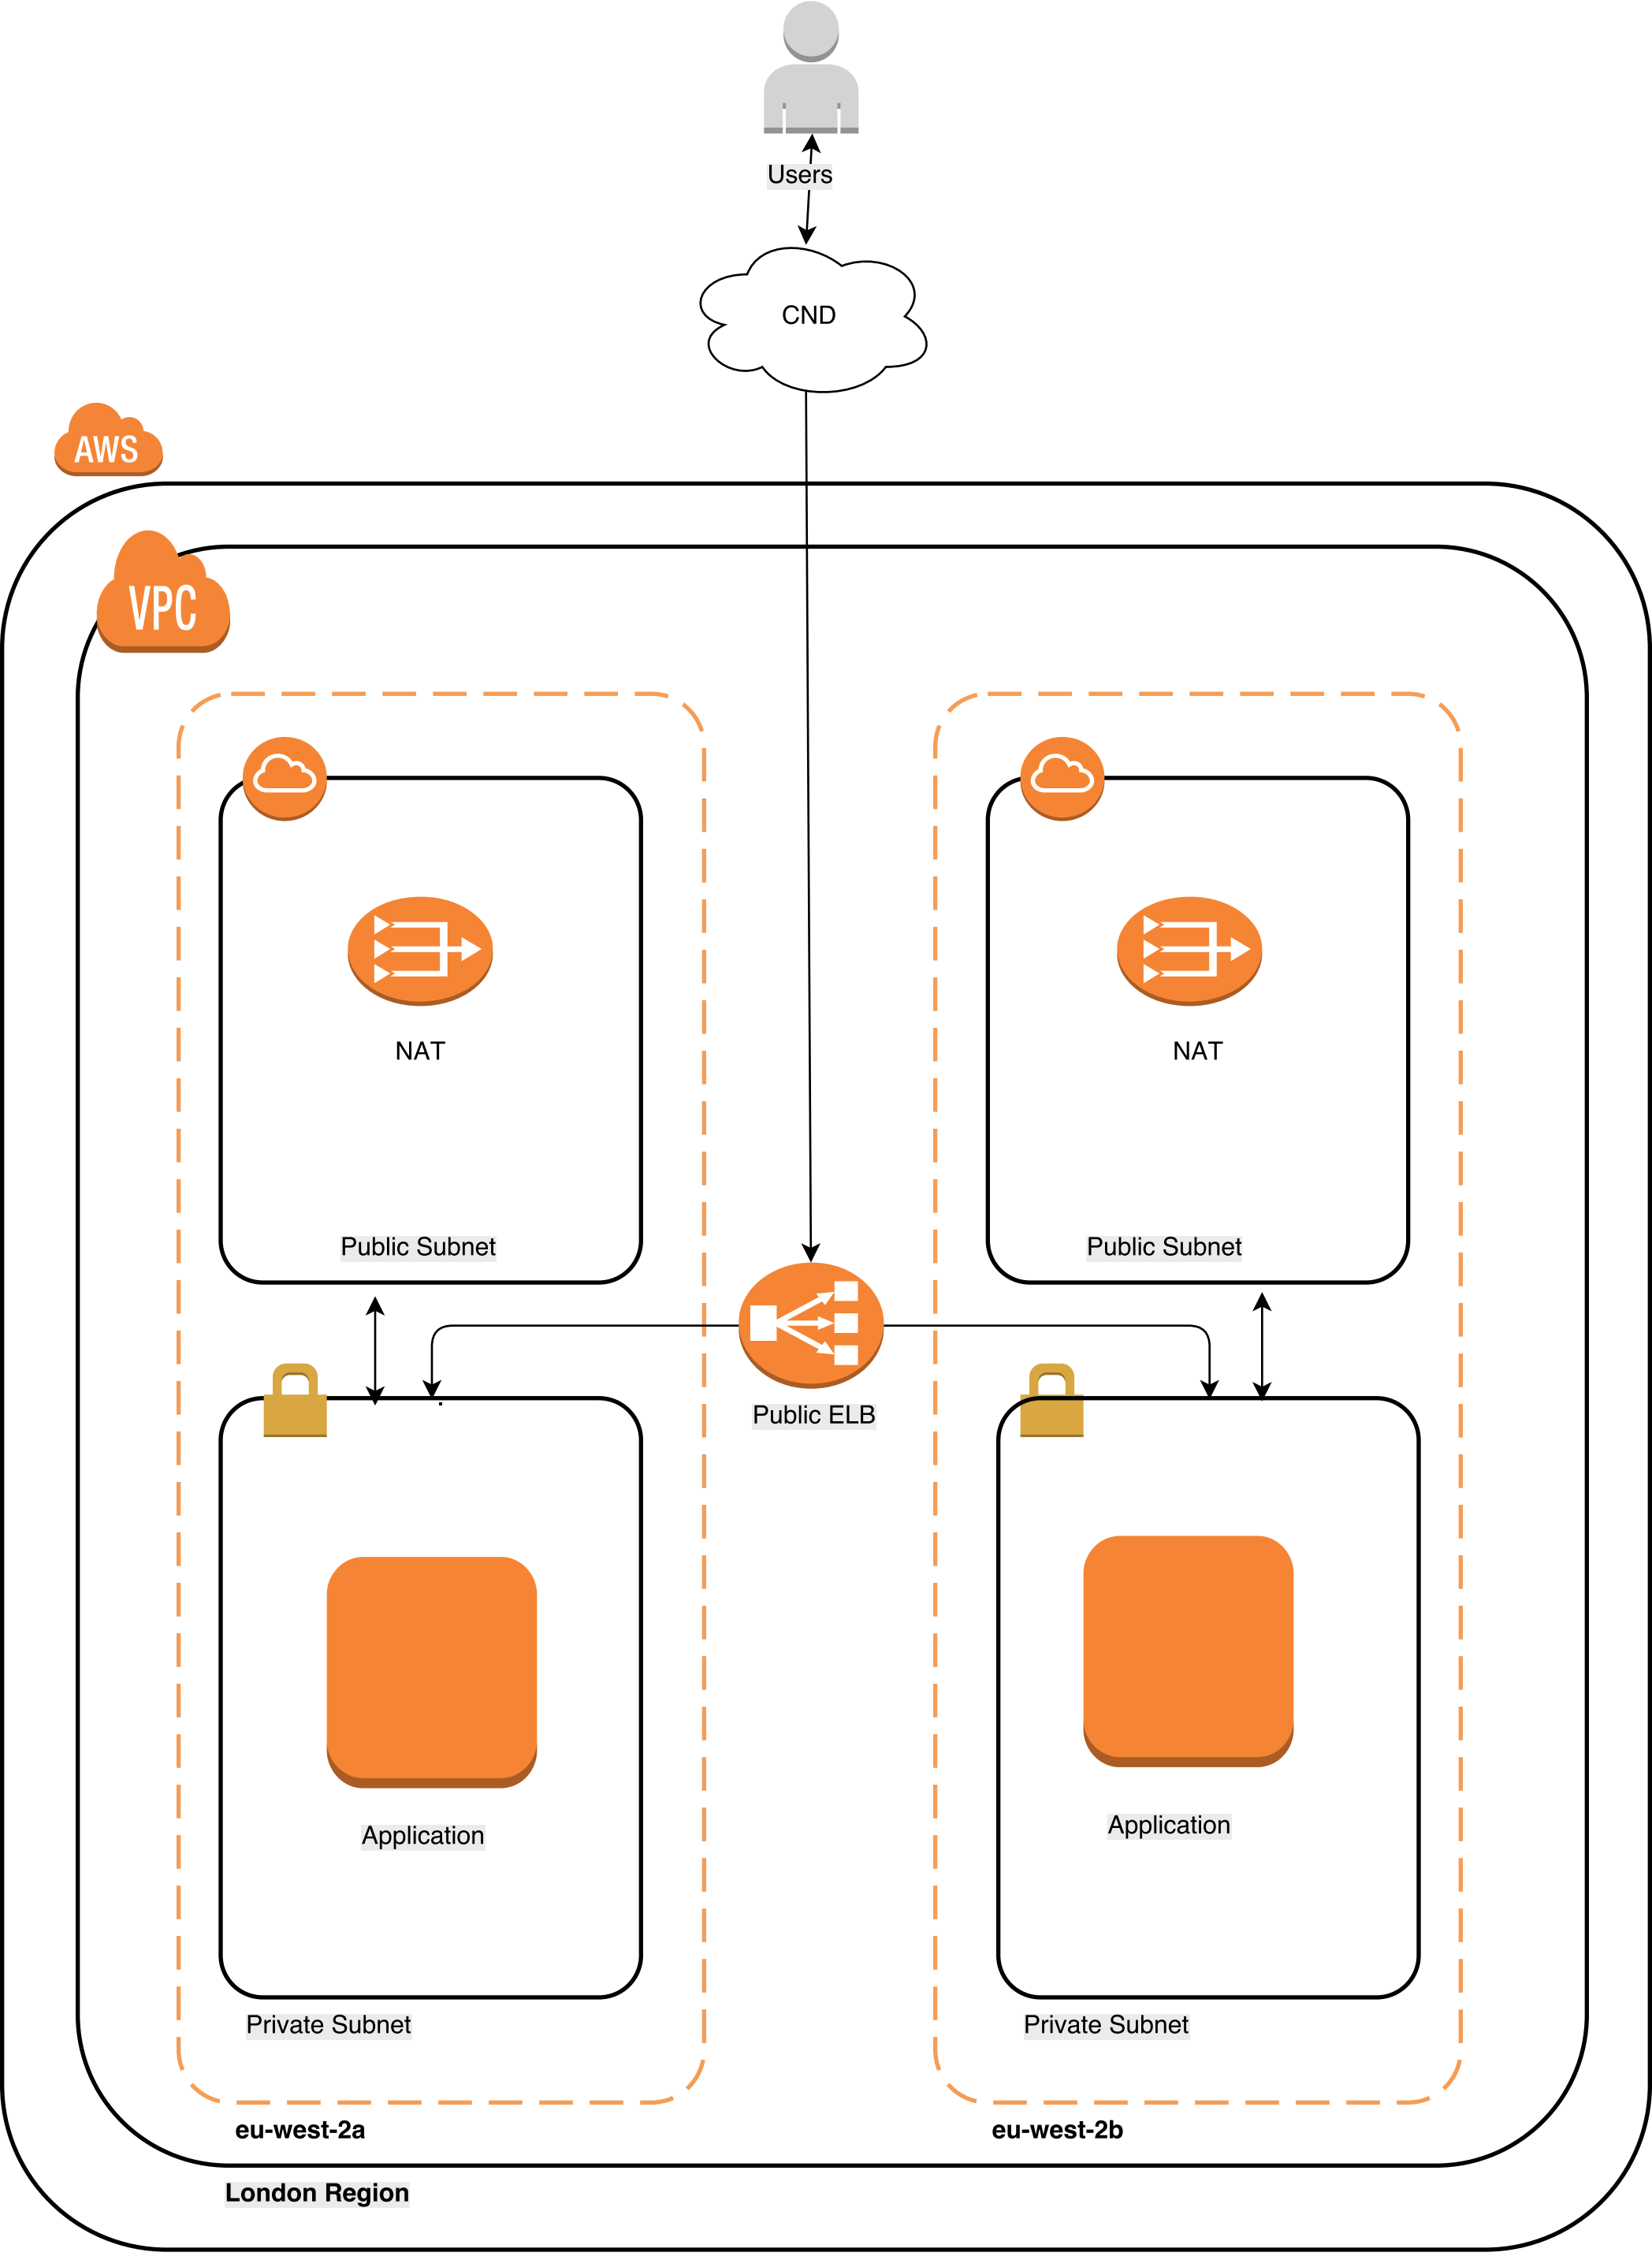 Users
CND
AWS
VPC
NAT
NAT
Public Subnet
Public Subnet
Public ELB
Application
Application
Private Subnet
Private Subnet
eu-west-2a
eu-west-2b
London Region